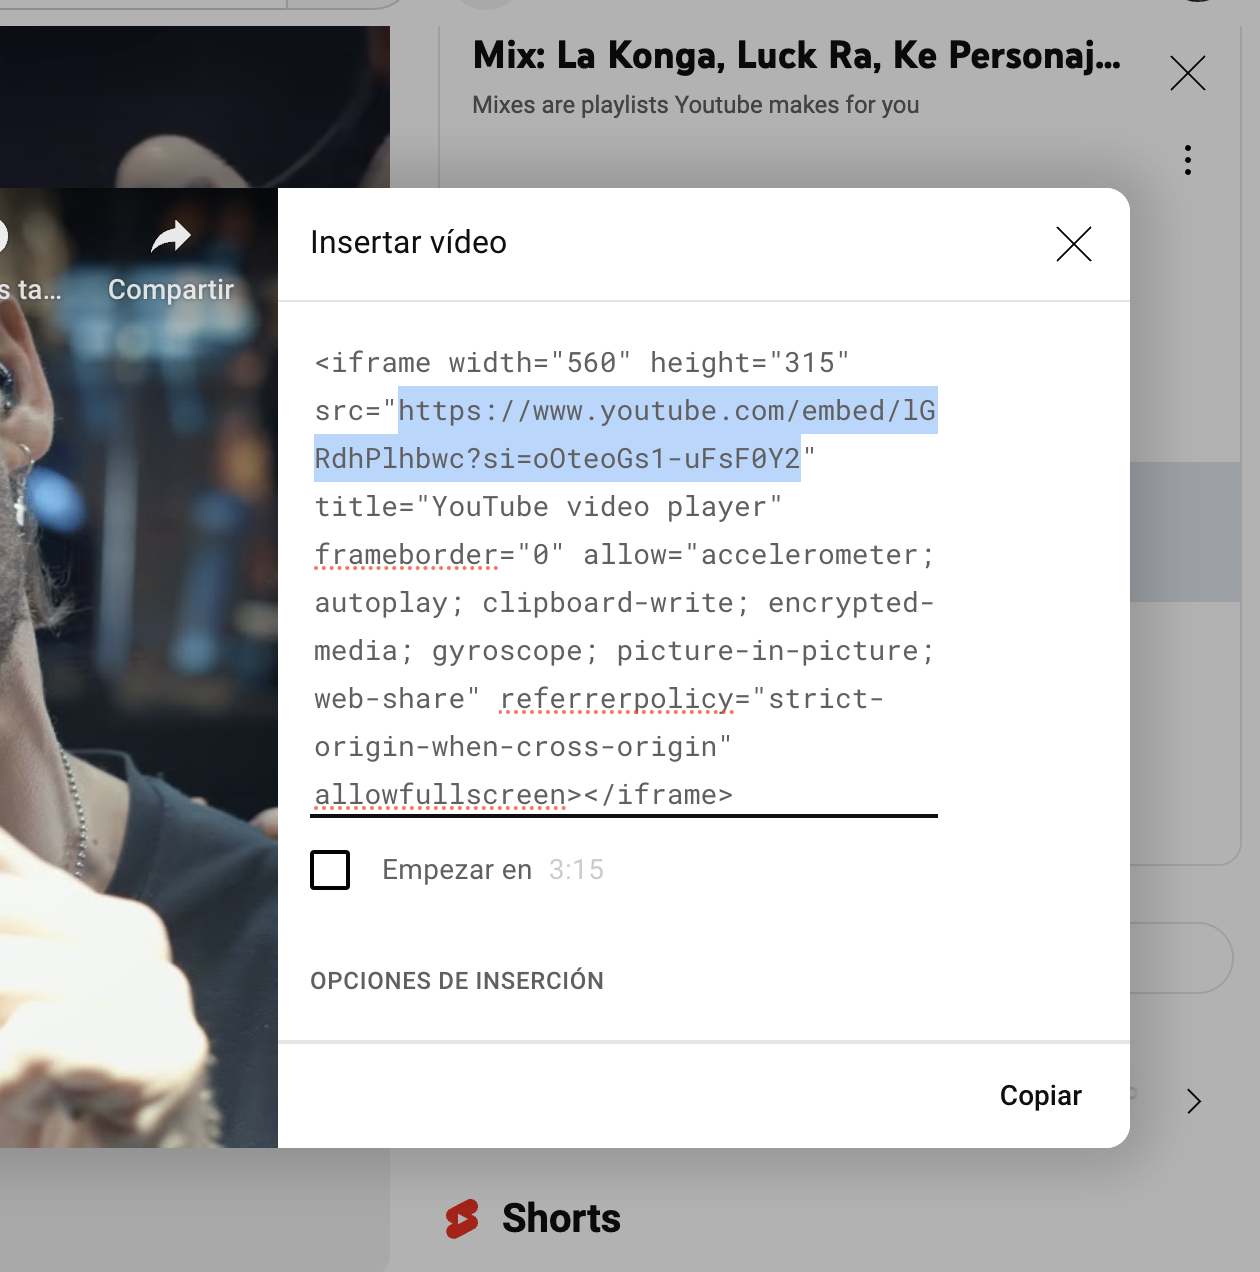 Mix: La Konga, Luck Ra, Ke Personaj...
Mixes are playlists Youtube makes for you
s ta...
Compartir
Insertar vídeo
<iframe width="560" height="315"
src="https://www.youtube.com/embed/lG
RdhPlhbwc?si=oOteoGs1-uFsF0Y2"
title="YouTube video player"
frameborder="0" allow="accelerometer;
autoplay; clipboard-write; encrypted-
media; gyroscope; picture-in-picture;
web-share" referrerpolicy="strict-
origin-when-cross-origin"
allowfullscreen></iframe>
Empezar en 3:15
OPCIONES DE INSERCIÓN
Copiar
Shorts